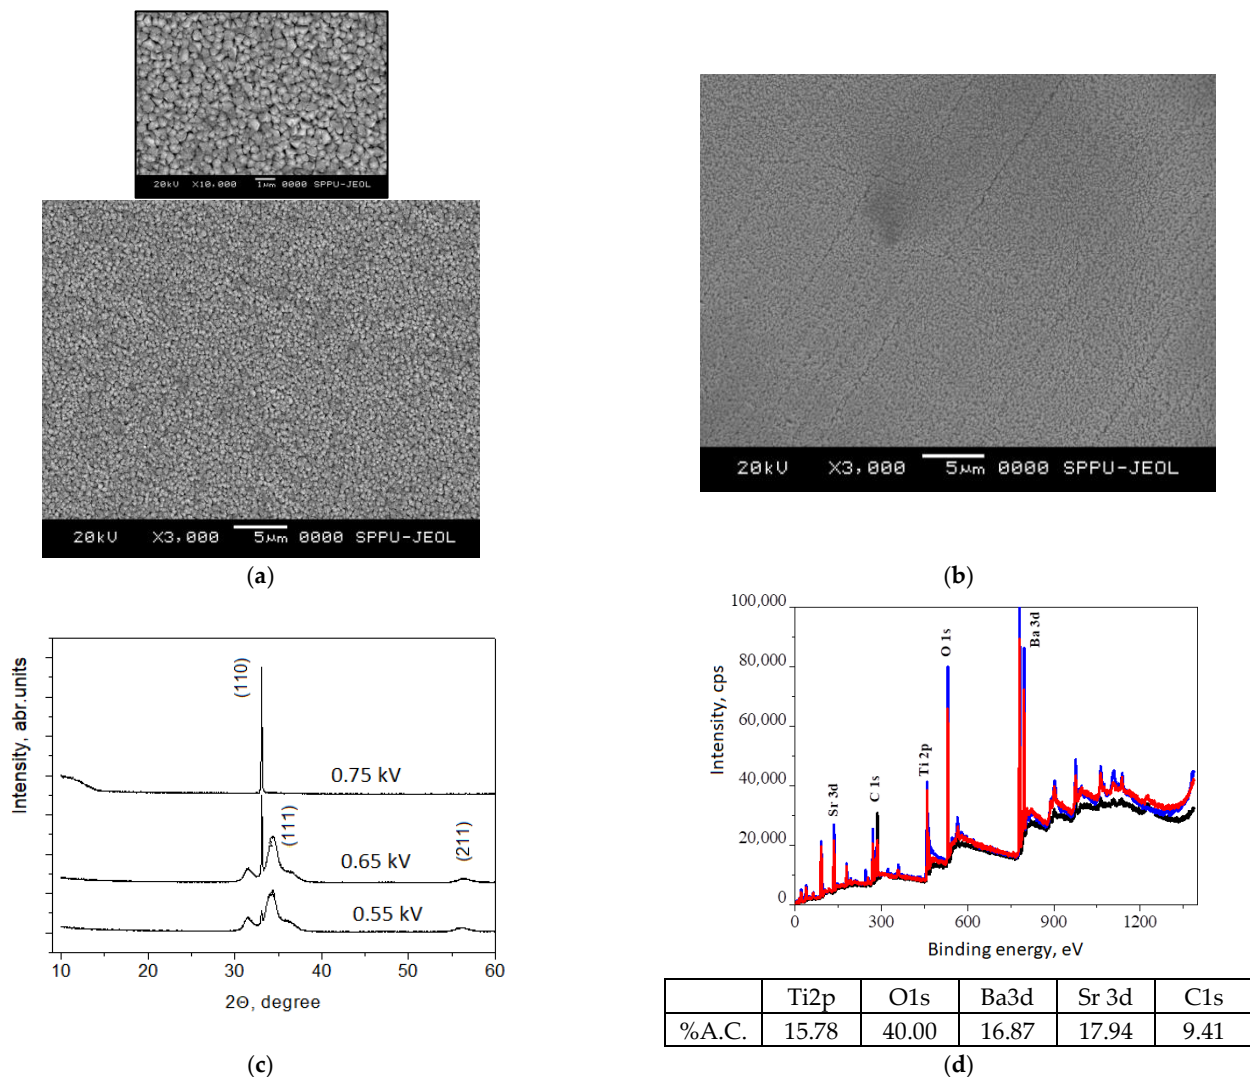 20kV X10,000 1μm 0000 SPPU-JEOL
20kV X3,000 5μm 0000 SPPU-JEOL
(a)
20kV X3,000 5μm 0000 SPPU-JEOL
(b)
Intensity, abr.units
(110)
0.75 kV
(111)
(211)
0.65 kV
0.55 kV
10 20 30 40 50 60
2Θ, degree
(c)
100,000
80,000
60,000
40,000
20,000
0
Intensity, cps
Sr 3d
C 1s
Ti 2p
O 1s
Ba 3d
0 300 600 900 1200
Binding energy, eV
Ti2p O1s Ba3d Sr 3d C1s
%A.C. 15.78 40.00 16.87 17.94 9.41
(d)